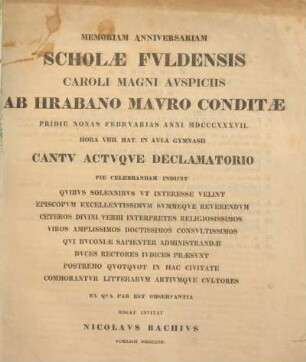 MEMORIAM ANNIVERSARIAM
SCHOLÆ FVLDENSIS
CAROLI MAGNI AVSPICIIS
AB HRABANO MAVRO CONDITÆ
PRIDIE NONAS FEBRVARIAS ANNI MDCCCXXXVII.
HORA VIIII MAT. IN AVLA GYMNASII
CANTV ACTVQVE DECLAMATORIO
PIE CELEBRANDAM INDICIT
QVIBVS SOLENNIBVS VT INTERESSE VELINT
EPISCOPVM EXCELLENTISSIMVM SVMMEQVE REVERENDVM
CETEROS DIVINI VERBI INTERPRETES RELIGIOSISSIMOS
VIROS AMPLISSIMOS DOCTISSIMOS CONSVLTISSIMOS
QVI BVCONIÆ SAPIENTER ADMINISTRANDÆ
DVCES RECTORES IVDICES PRÆSVNT
POSTREMO QVOTQVOT IN HAC CIVITATE
COMMORANTVR LITTERARVM ARTIVMQVE CVLTORES
EA QVA PAR EST OBSERVANTIA
ROGAT INVITAT
NICOLAVS BACHIVS